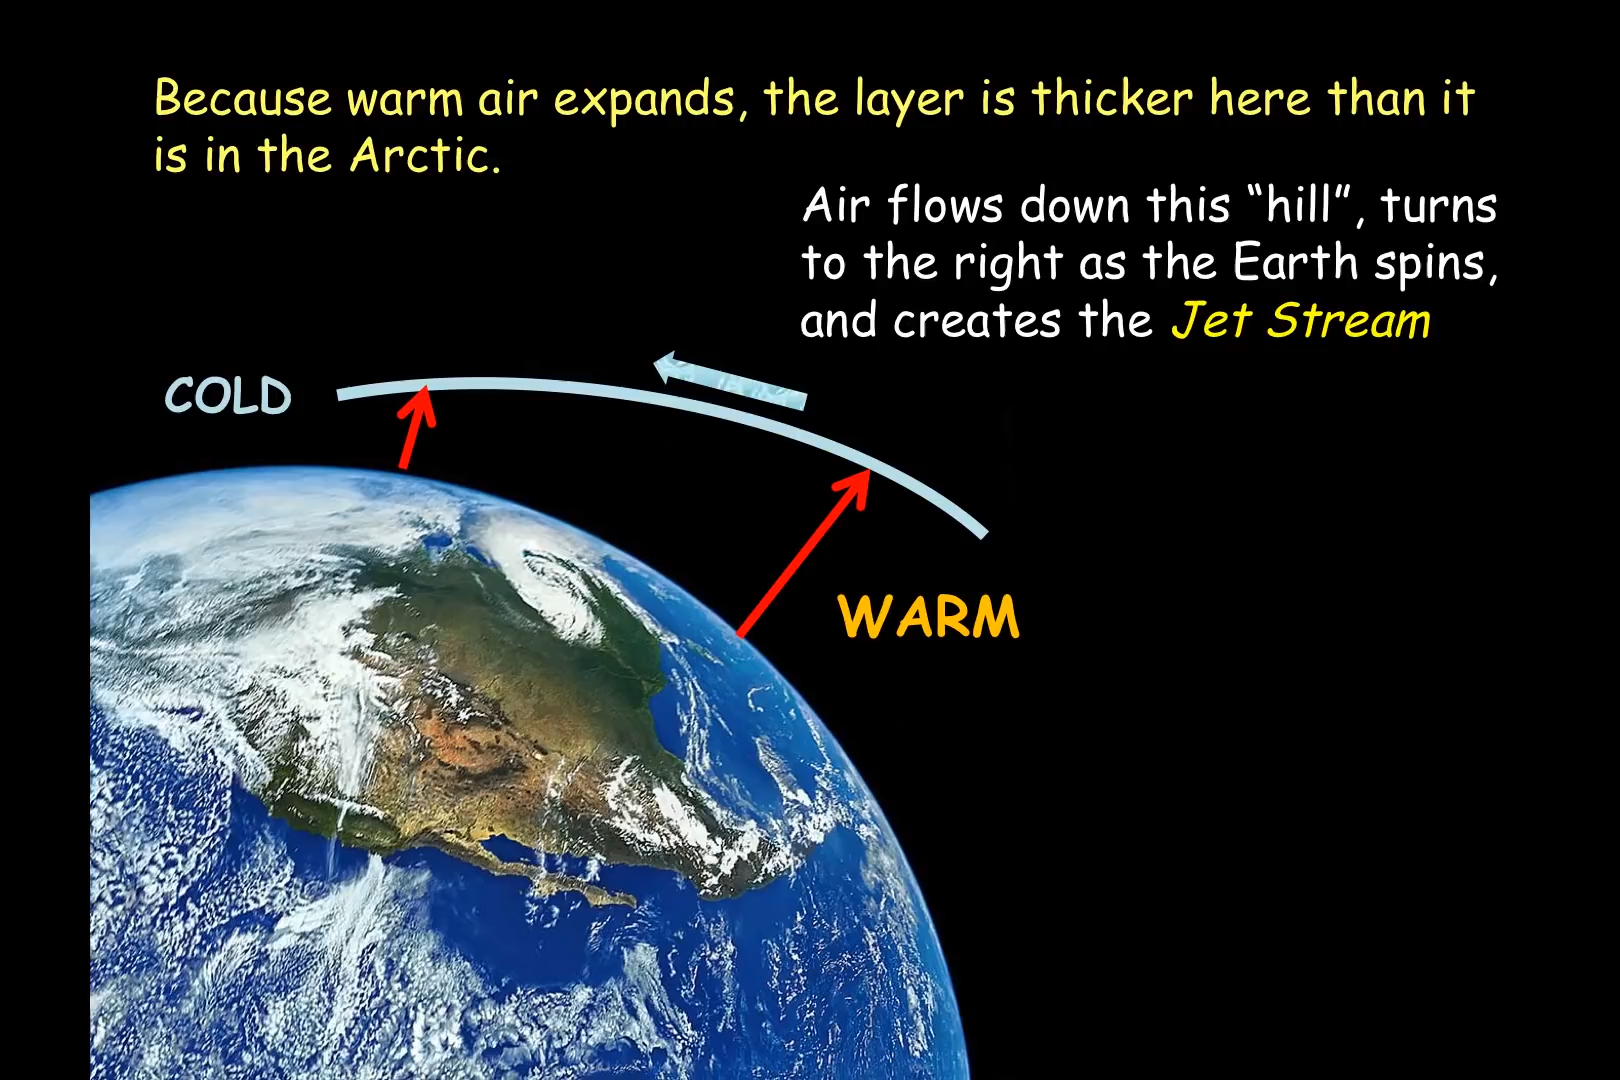 Because warm air expands, the layer is thicker here than it
is in the Arctic.
Air flows down this “hill”, turns
to the right as the Earth spins,
and creates the Jet Stream
COLD
WARM